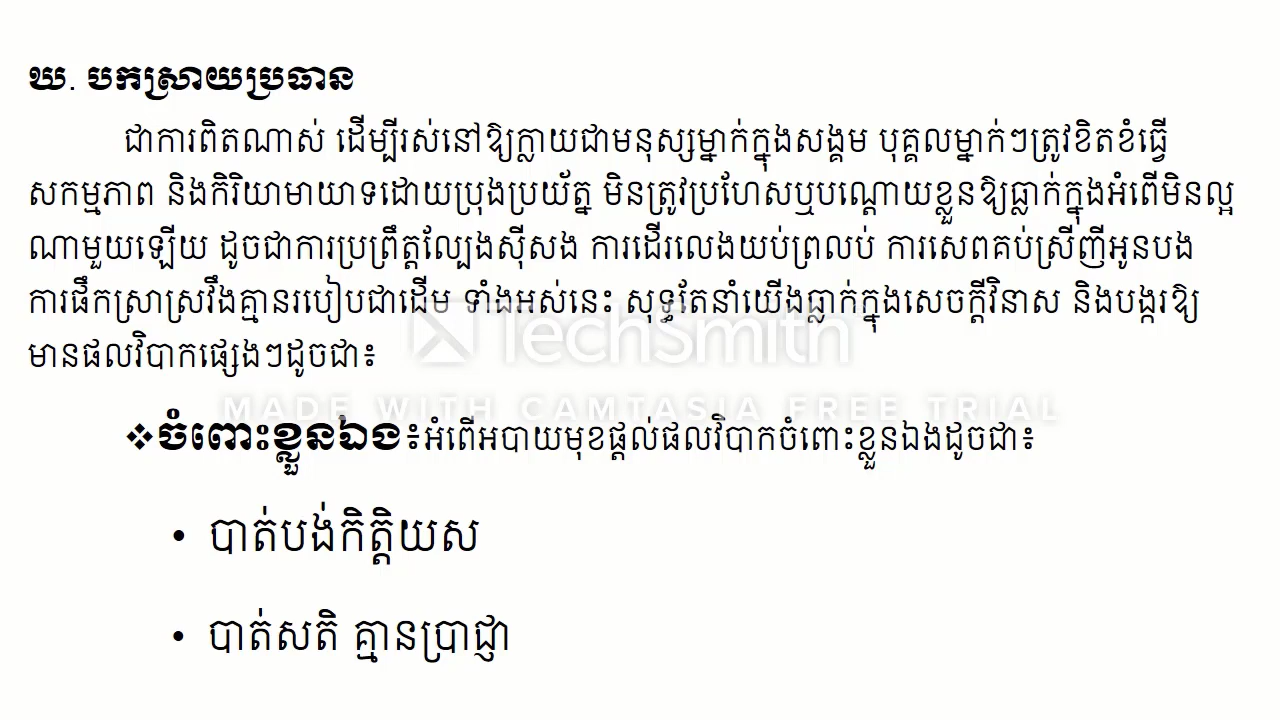 ឃ. បកស្រាយប្រធាន
ជាការពិតណាស់ ដើម្បីរស់នៅឱ្យក្លាយជាមនុស្សម្នាក់ក្នុងសង្គម បុគ្គលម្នាក់ៗត្រូវខិតខំធ្វើ
សកម្មភាព និងកិរិយាមាយាទដោយប្រុងប្រយ័ត្ន មិនត្រូវប្រហែសឬបណ្ដោយខ្លួនឱ្យធ្លាក់ក្នុងអំពើមិនល្អ
ណាមួយឡើយ ដូចជាការប្រព្រឹត្តល្បែងស៊ីសង ការដើរលេងយប់ព្រលប់ ការសេពគប់ស្រីញីអូនបង
ការផឹកស្រាស្រវឹងគ្មានរបៀបជាដើម ទាំងអស់នេះ សុទ្ធតែនាំយើងធ្លាក់ក្នុងសេចក្ដីវិនាស និងបង្ករឱ្យ
មានផលវិបាកផ្សេងៗដូចជា៖
TechSmith
MADE WITH CAMTASIA FREE TRIAL
❖ចំពោះខ្លួនឯង៖អំពើអបាយមុខផ្ដល់ផលវិបាកចំពោះខ្លួនឯងដូចជា៖
• បាត់បង់កិត្តិយស
• បាត់សតិ គ្មានប្រាជ្ញា